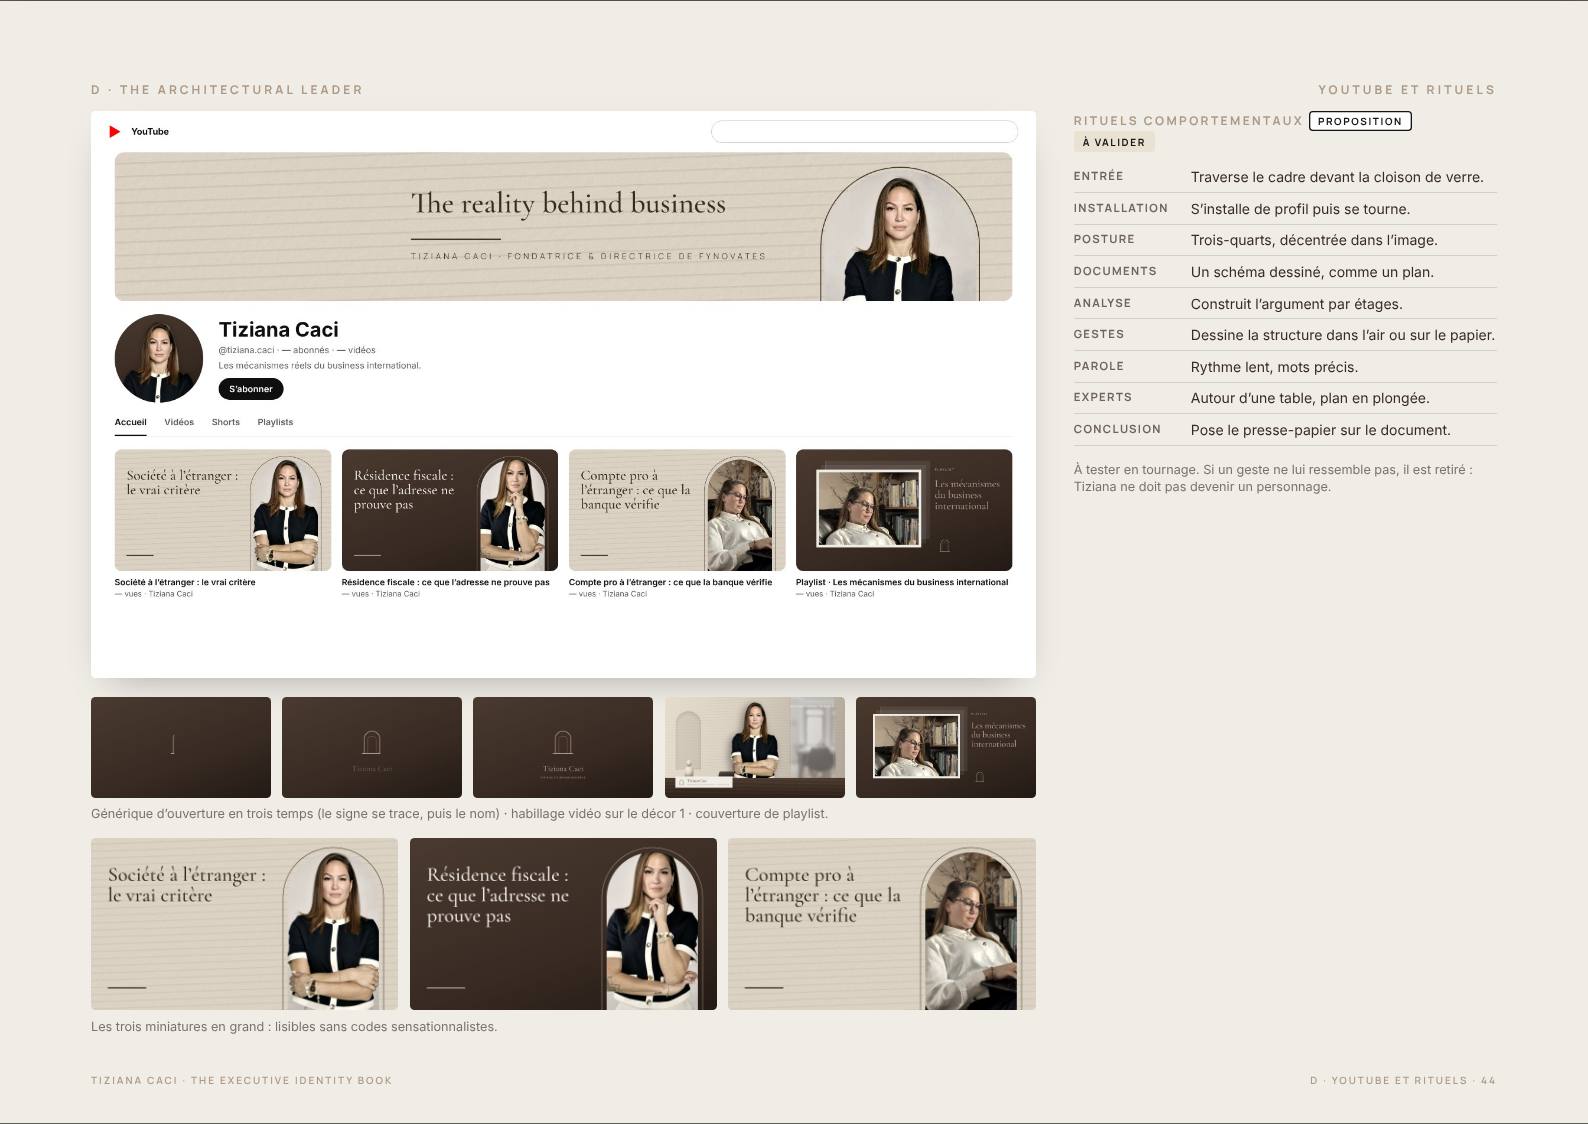 D · THE ARCHITECTURAL LEADER
YOUTUBE ET RITUELS
YouTube
The reality behind business
TIZIANA CACI · FONDATRICE & DIRECTRICE DE FYNOVATES
Tiziana Caci
@tiziana.caci · — abonnés · — vidéos
Les mécanismes réels du business international.
S'abonner
Accueil Vidéos Shorts Playlists
Société à l'étranger :
le vrai critère
Résidence fiscale :
ce que l'adresse ne
prouve pas
Compte pro à
l'étranger : ce que la
banque vérifie
PLAYLIST
Les mécanismes
du business
international
Société à l'étranger : le vrai critère
— vues · Tiziana Caci
Résidence fiscale : ce que l'adresse ne prouve pas
— vues · Tiziana Caci
Compte pro à l'étranger : ce que la banque vérifie
— vues · Tiziana Caci
Playlist · Les mécanismes du business international
— vues · Tiziana Caci
Tiziana Caci
Tiziana Caci
Tiziana Caci
PLAYLIST
Les mécanismes
du business
international
Générique d'ouverture en trois temps (le signe se trace, puis le nom) · habillage vidéo sur le décor 1 · couverture de playlist.
Société à l'étranger :
le vrai critère
Résidence fiscale :
ce que l'adresse ne
prouve pas
Compte pro à
l'étranger : ce que la
banque vérifie
Les trois miniatures en grand : lisibles sans codes sensationnalistes.
RITUELS COMPORTEMENTAUX PROPOSITION
À VALIDER
ENTRÉE Traverse le cadre devant la cloison de verre.
INSTALLATION S'installe de profil puis se tourne.
POSTURE Trois-quarts, décentrée dans l'image.
DOCUMENTS Un schéma dessiné, comme un plan.
ANALYSE Construit l'argument par étages.
GESTES Dessine la structure dans l'air ou sur le papier.
PAROLE Rythme lent, mots précis.
EXPERTS Autour d'une table, plan en plongée.
CONCLUSION Pose le presse-papier sur le document.
À tester en tournage. Si un geste ne lui ressemble pas, il est retiré :
Tiziana ne doit pas devenir un personnage.
TIZIANA CACI · THE EXECUTIVE IDENTITY BOOK
D · YOUTUBE ET RITUELS · 44